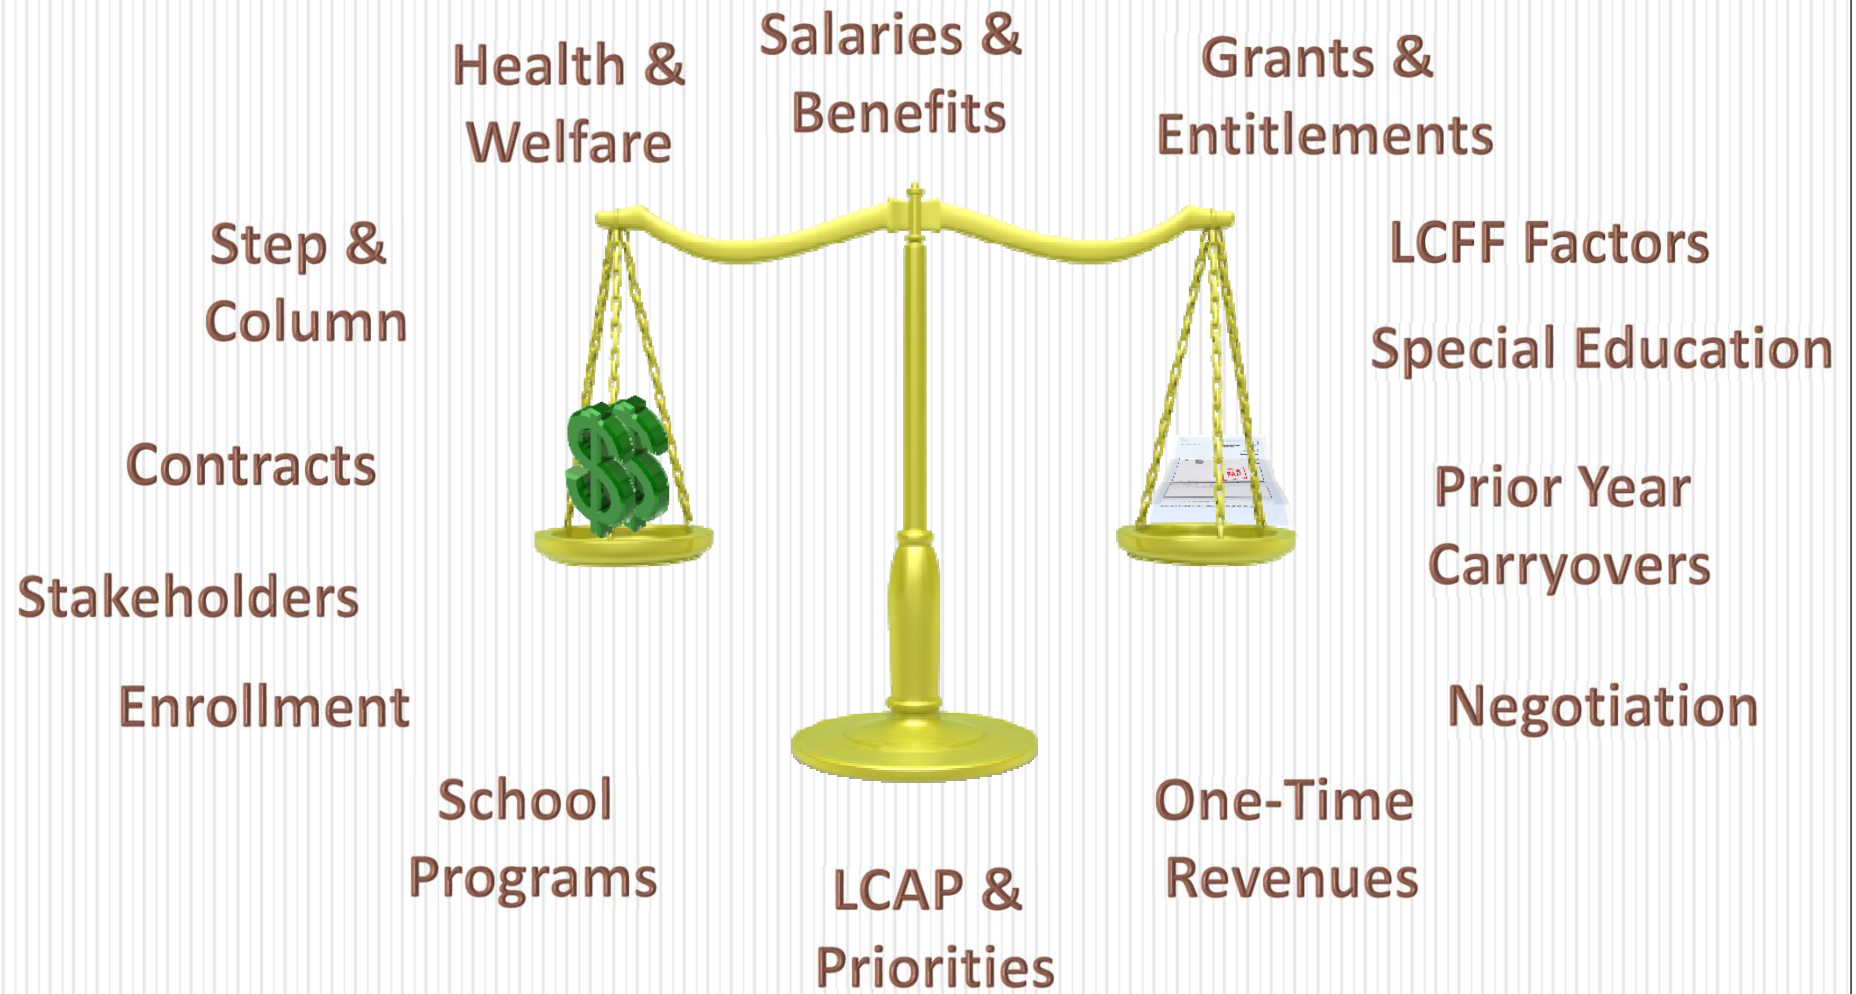 Salaries &
Benefits
Health &
Welfare
Grants &
Entitlements
Step &
Column
LCFF Factors
Special Education
Contracts
Prior Year
Carryovers
Stakeholders
Enrollment
Negotiation
School
Programs
One-Time
Revenues
LCAP &
Priorities